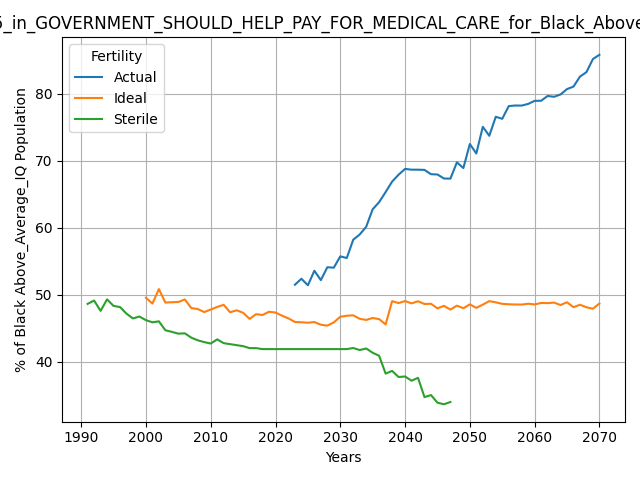 5_in_GOVERNMENT_SHOULD_HELP_PAY_FOR_MEDICAL_CARE_for_Black_Above
Fertility
Actual
Ideal
Sterile
% of Black Above_Average_IQ Population
80
70
60
50
40
1990 2000 2010 2020 2030 2040 2050 2060 2070
Years